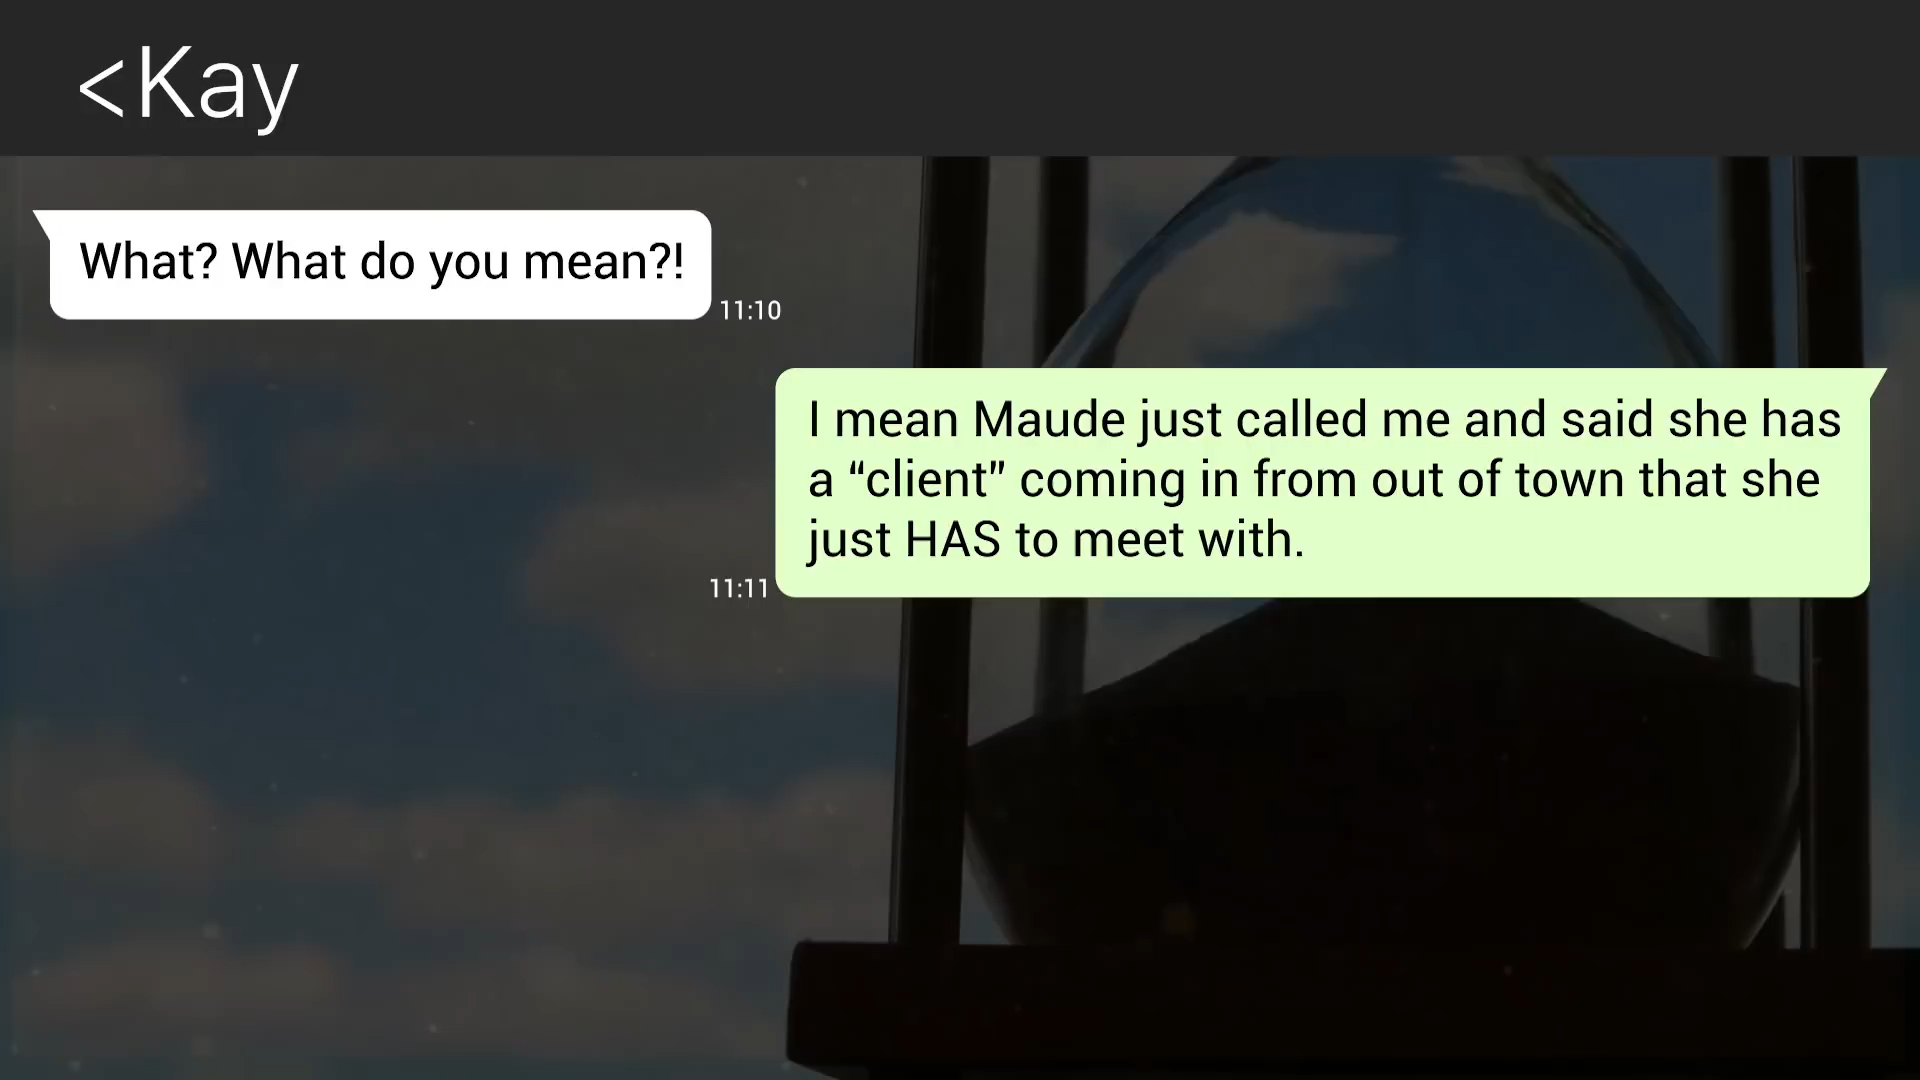 <Kay
What? What do you mean?!
11:10
I mean Maude just called me and said she has
a “client” coming in from out of town that she
just HAS to meet with.
11:11